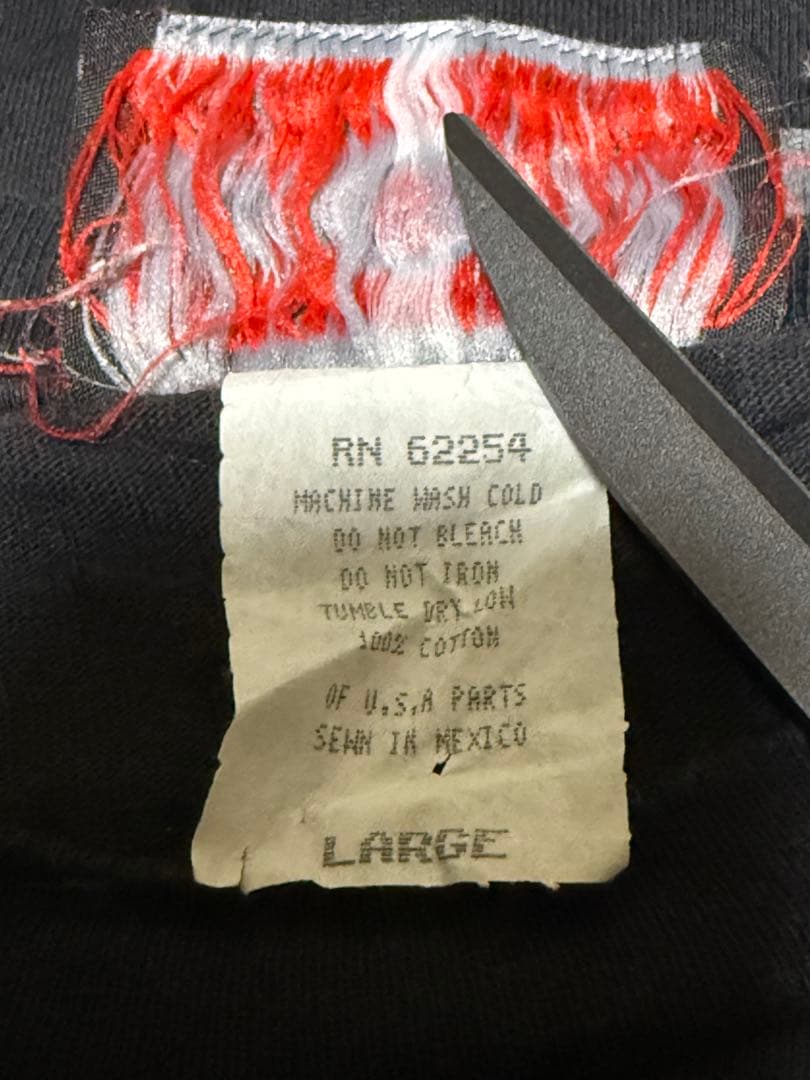 RN 62254
MACHINE WASH COLD
DO NOT BLEACH
DO NOT IRON
TUMBLE DRY LOW
100% COTTON
OF U.S.A PARTS
SEWN IN MEXICO
LARGE